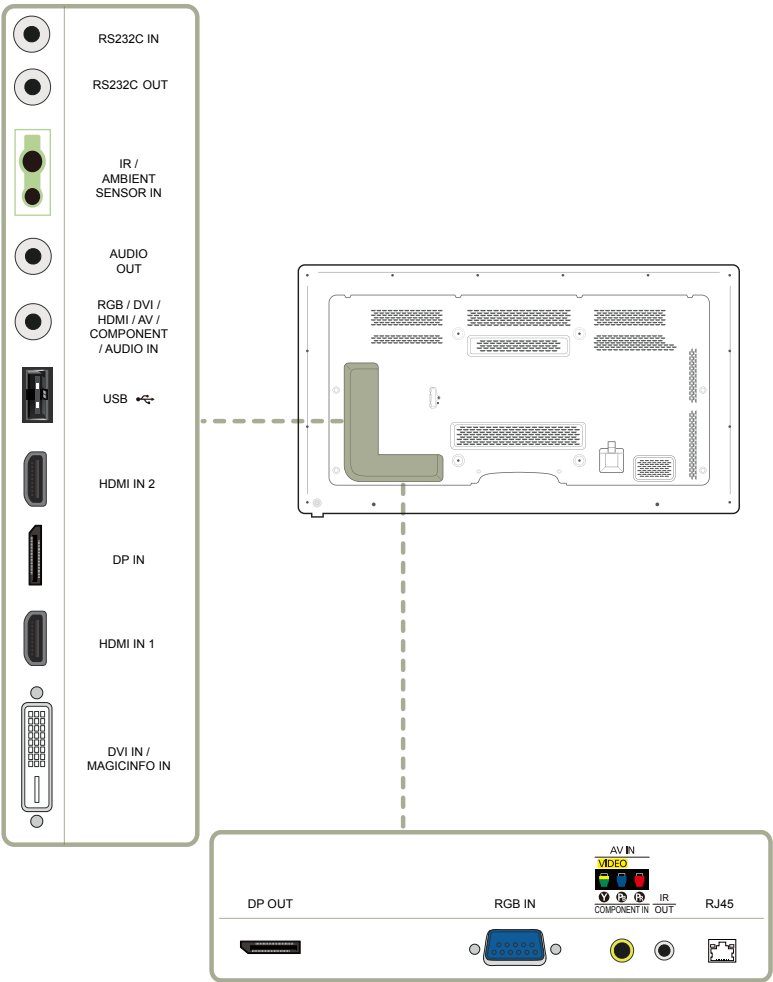 RS232C IN
RS232C OUT
IR /
AMBIENT
SENSOR IN
AUDIO
OUT
RGB / DVI /
HDMI / AV /
COMPONENT
/ AUDIO IN
USB
HDMI IN 2
DP IN
HDMI IN 1
DVI IN /
MAGICINFO IN
DP OUT
RGB IN
AV IN
VIDEO
Y PB PR
COMPONENT IN
IR
OUT
RJ45